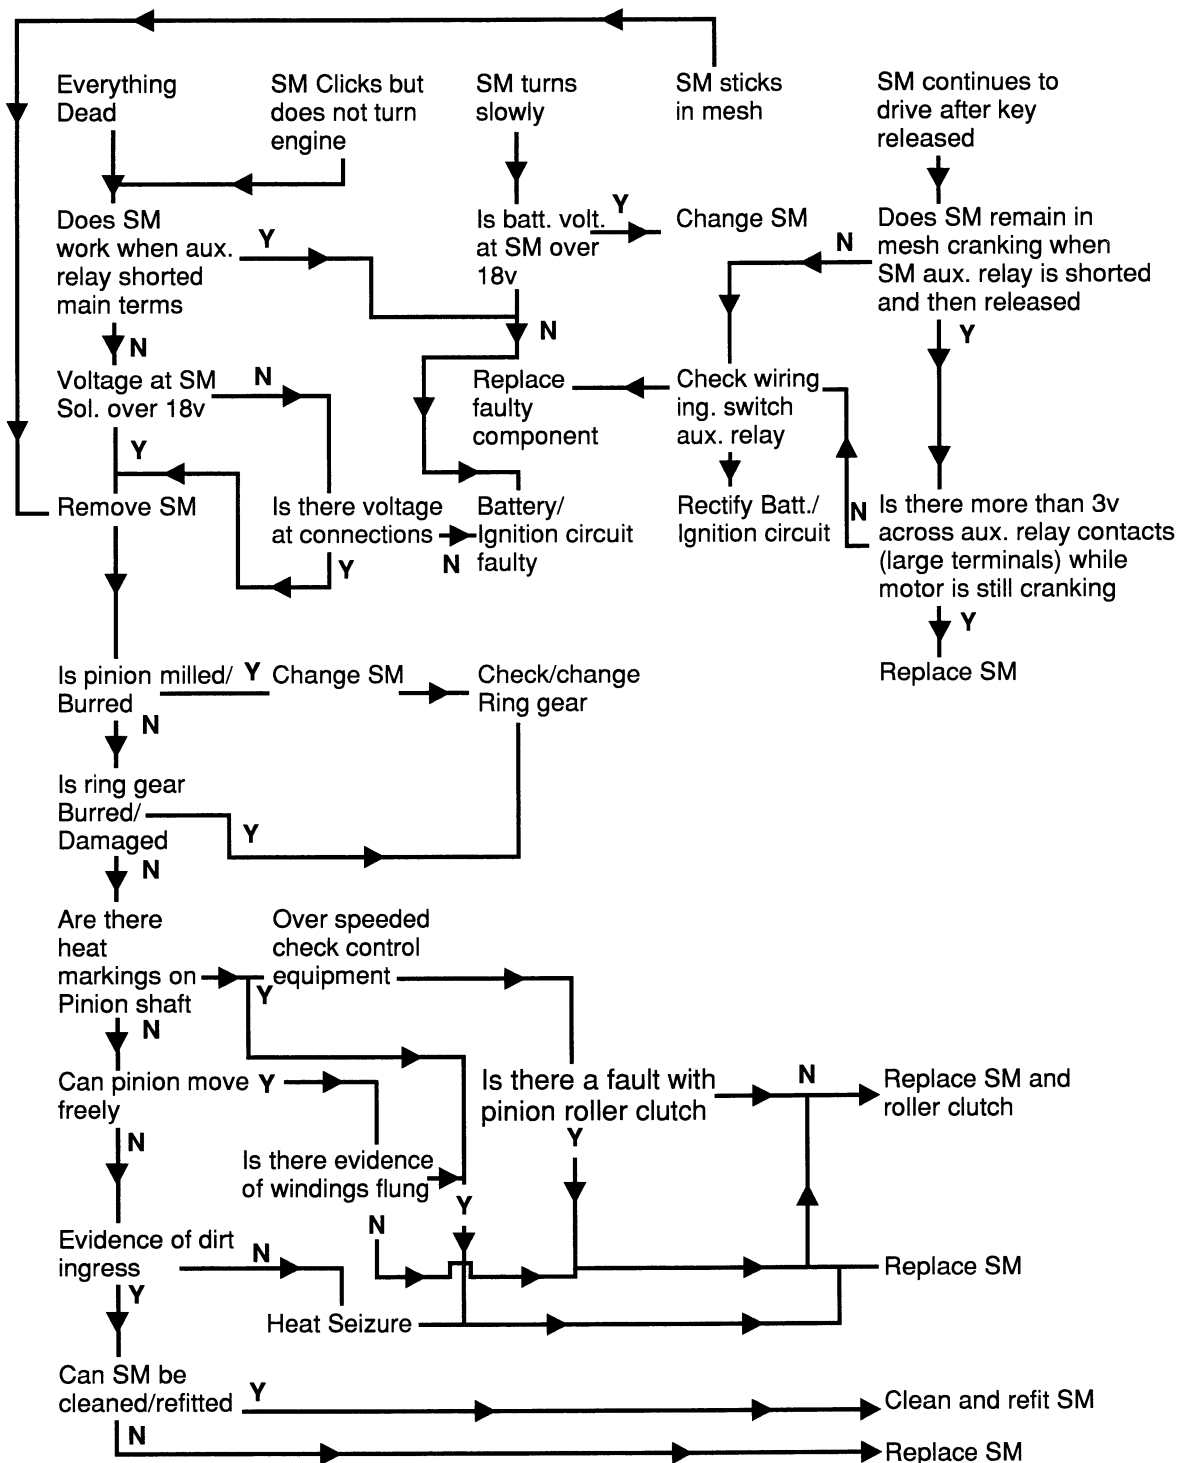 Everything
Dead
SM Clicks but
does not turn
engine
SM turns
slowly
SM sticks
in mesh
SM continues to
drive after key
released
Does SM
work when aux.
relay shorted
main terms
Y
Is batt. volt.
at SM over
18v
Y
Change SM
N
Does SM remain in
mesh cranking when
SM aux. relay is shorted
and then released
N
N
Y
Voltage at SM
Sol. over 18v
N
Replace
faulty
component
Check wiring
ing. switch
aux. relay
Y
Remove SM
Is there voltage
at connections
N
Y
Battery/
Ignition circuit
faulty
Rectify Batt./
Ignition circuit
N
Is there more than 3v
across aux. relay contacts
(large terminals) while
motor is still cranking
Y
Replace SM
Is pinion milled/
Burred
Y
Change SM
Check/change
Ring gear
N
Is ring gear
Burred/
Damaged
Y
N
Are there
heat
markings on
Pinion shaft
Y
Over speeded
check control
equipment
N
Can pinion move
freely
Y
Is there a fault with
pinion roller clutch
N
Replace SM and
roller clutch
N
Y
Is there evidence
of windings flung
Y
N
Evidence of dirt
ingress
N
Replace SM
Y
Heat Seizure
Can SM be
cleaned/refitted
Y
Clean and refit SM
N
Replace SM